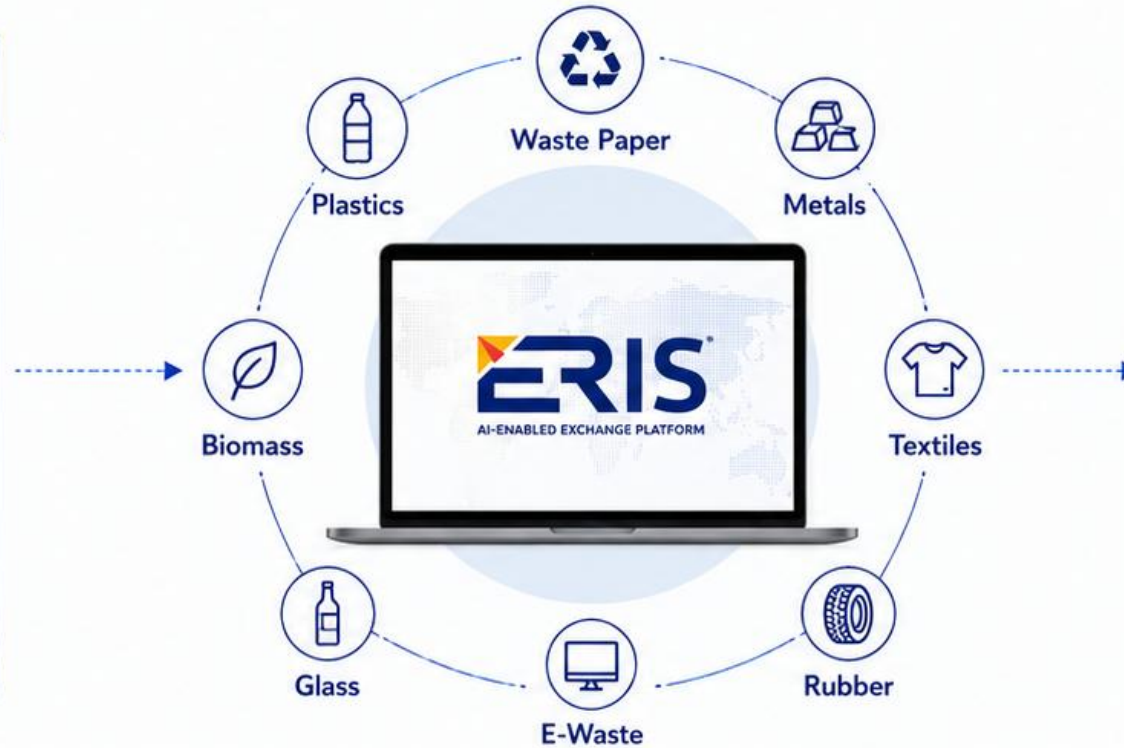 Waste Paper
Plastics
Metals
ERIS
AI-ENABLED EXCHANGE PLATFORM
Biomass
Textiles
Glass
Rubber
E-Waste